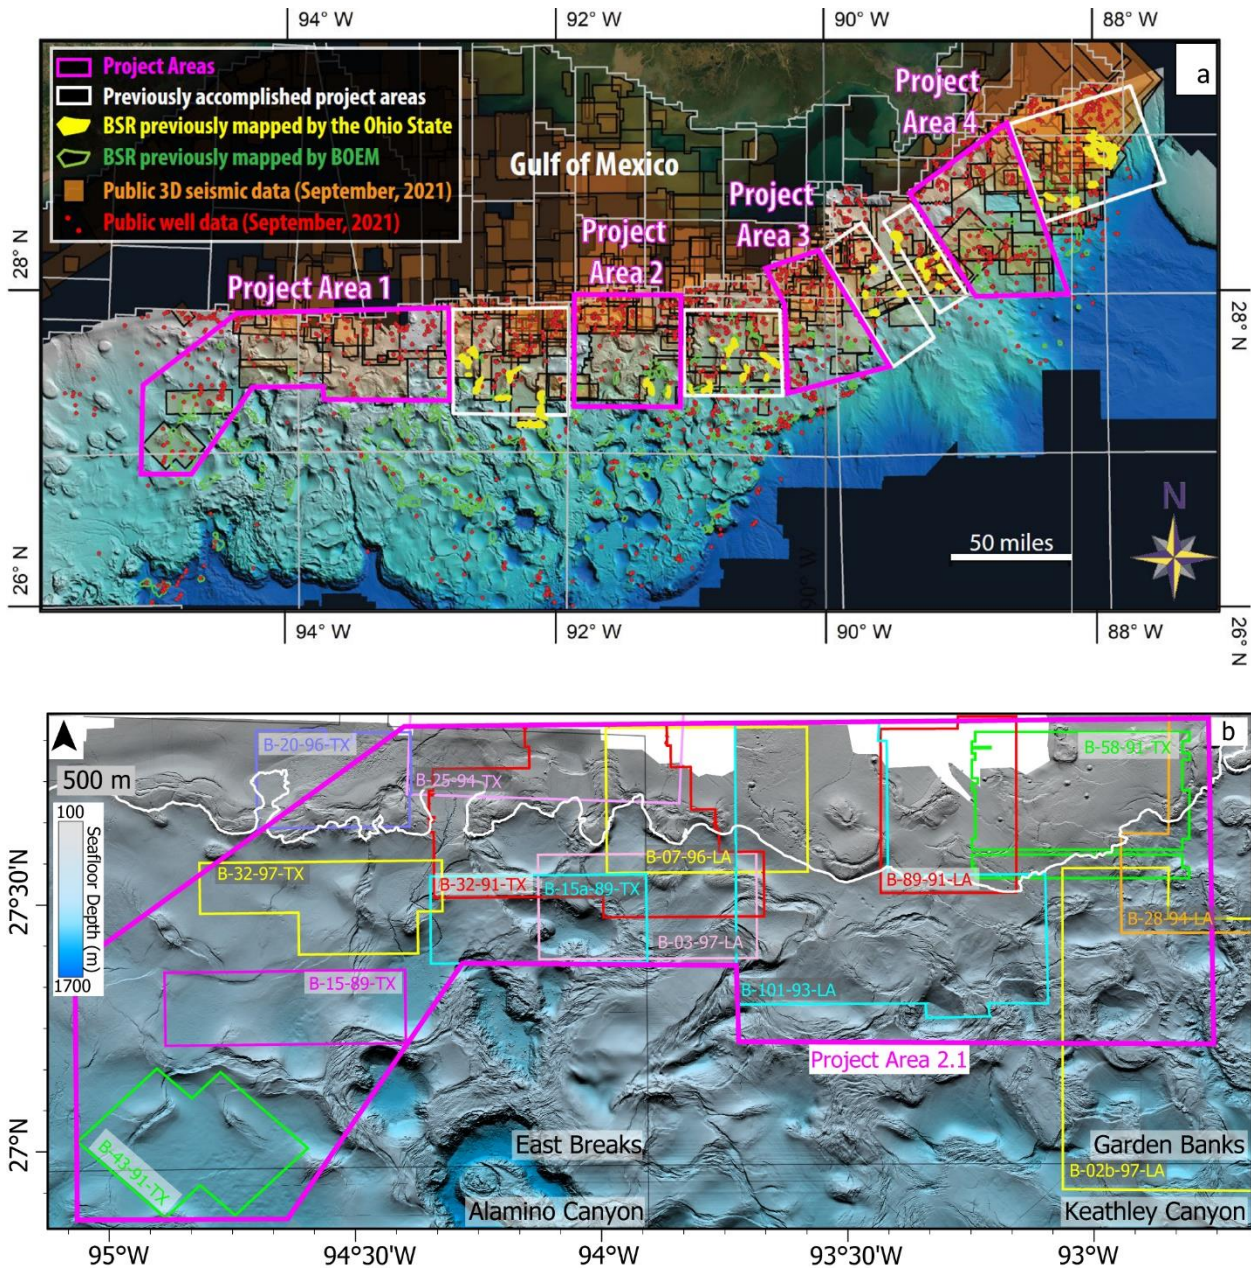 94° W
92° W
90° W
88° W
a
Project Areas
Previously accomplished project areas
BSR previously mapped by the Ohio State
BSR previously mapped by BOEM
Public 3D seismic data (September, 2021)
Public well data (September, 2021)
Gulf of Mexico
Project
Area 4
Project
Area 3
Project
Area 2
Project Area 1
28° N
28° N
N
50 miles
90° W
26° N
26° N
94° W
92° W
90° W
88° W
b
B-20-96-TX
B-58-91-TX
500 m
B-25-94-TX
100
Seafloor Depth (m)
1700
B-07-96-LA
27°30'N
B-32-97-TX
B-32-91-TX
B-15a-89-TX
B-89-91-LA
B-28-94-LA
B-03-97-LA
B-15-89-TX
B-101-93-LA
Project Area 2.1
27°N
B-43-91-TX
East Breaks
Garden Banks
B-02b-97-LA
Alamino Canyon
Keathley Canyon
95°W
94°30'W
94°W
93°30'W
93°W